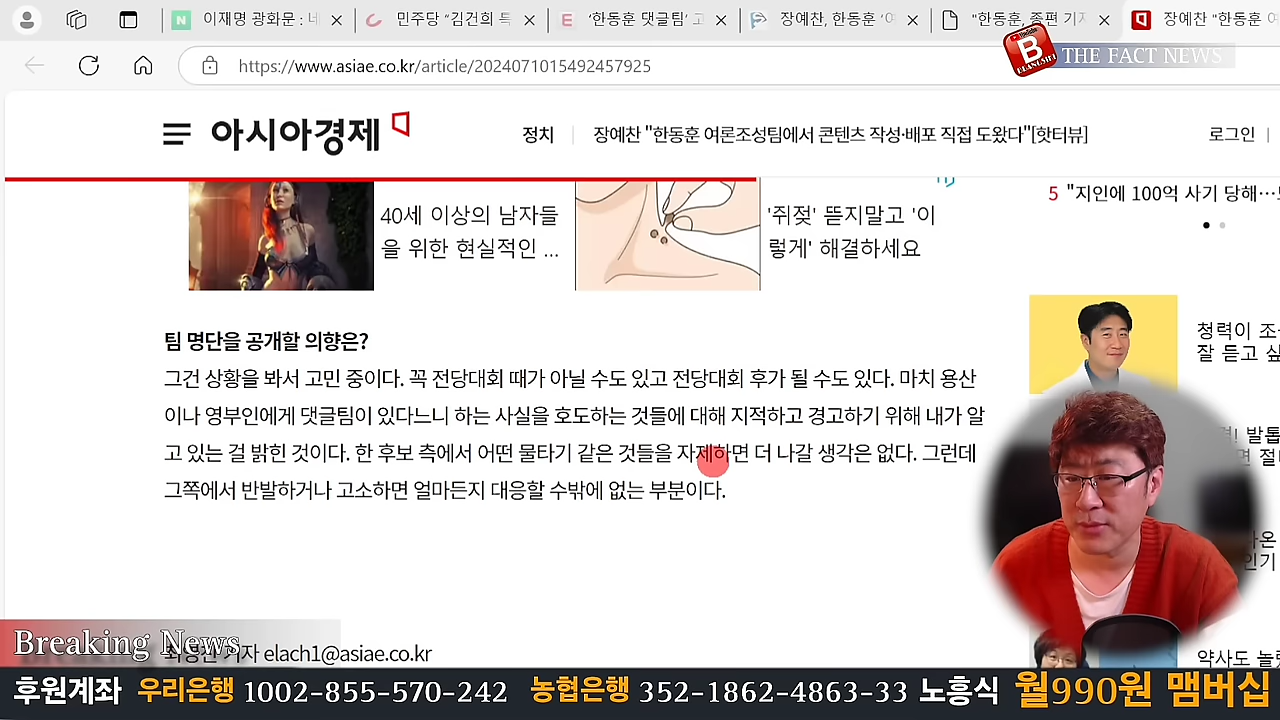 이재명 광화문 : 네
민주당 "김건희 특
'한동훈 댓글팀' 고
장예찬, 한동훈 '여
"한동훈, 종편 기자
장예찬 "한동훈 여
https://www.asiae.co.kr/article/2024071015492457925
YouTube
B
THE FACT NEWS
아시아경제
정치
장예찬 "한동훈 여론조성팀에서 콘텐츠 작성·배포 직접 도왔다"[핫터뷰]
로그인
40세 이상의 남자들
을 위한 현실적인 ...
'쥐젖' 뜯지말고 '이
렇게' 해결하세요
5 "지인에 100억 사기 당해…
팀 명단을 공개할 의향은?
그건 상황을 봐서 고민 중이다. 꼭 전당대회 때가 아닐 수도 있고 전당대회 후가 될 수도 있다. 마치 용산
이나 영부인에게 댓글팀이 있다느니 하는 사실을 호도하는 것들에 대해 지적하고 경고하기 위해 내가 알
고 있는 걸 밝힌 것이다. 한 후보 측에서 어떤 물타기 같은 것들을 자제하면 더 나갈 생각은 없다. 그런데
그쪽에서 반발하거나 고소하면 얼마든지 대응할 수밖에 없는 부분이다.
청력이 조
잘 듣고 싶
! 발톱
면 절
온
인기
약사도 놀
Breaking News
기자 elach1@asiae.co.kr
후원계좌 우리은행 1002-855-570-242 농협은행 352-1862-4863-33 노흥식 월990원 맴버십